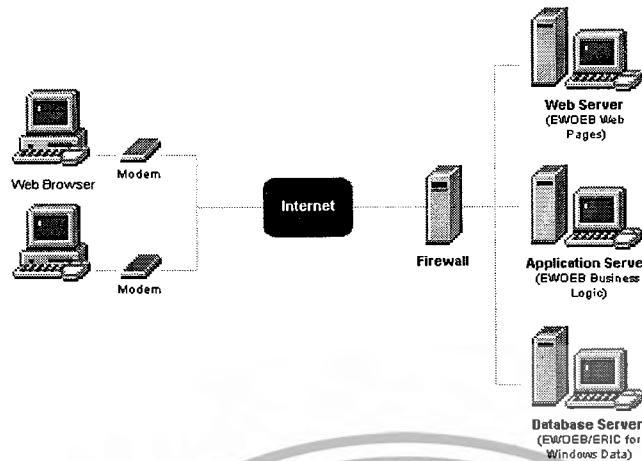 Web Server
(EWOEB Web
Pages)
Web Browser
Modem
Internet
Firewall
Application Server
(EWOEB Business
Logic)
Modem
Database Server
(EWOEB/ERIC for
Windows Data)